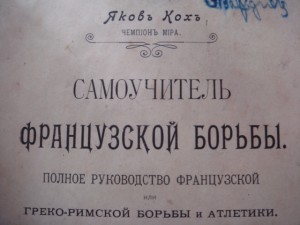 Яковъ Кохъ
ЧЕМПІОНЪ МІРА.
САМОУЧИТЕЛЬ
ФРАНЦУЗСКОЙ БОРЬБЫ.
ПОЛНОЕ РУКОВОДСТВО ФРАНЦУЗСКОЙ
ИЛИ
ГРЕКО-РИМСКОЙ БОРЬБЫ и АТЛЕТИКИ.